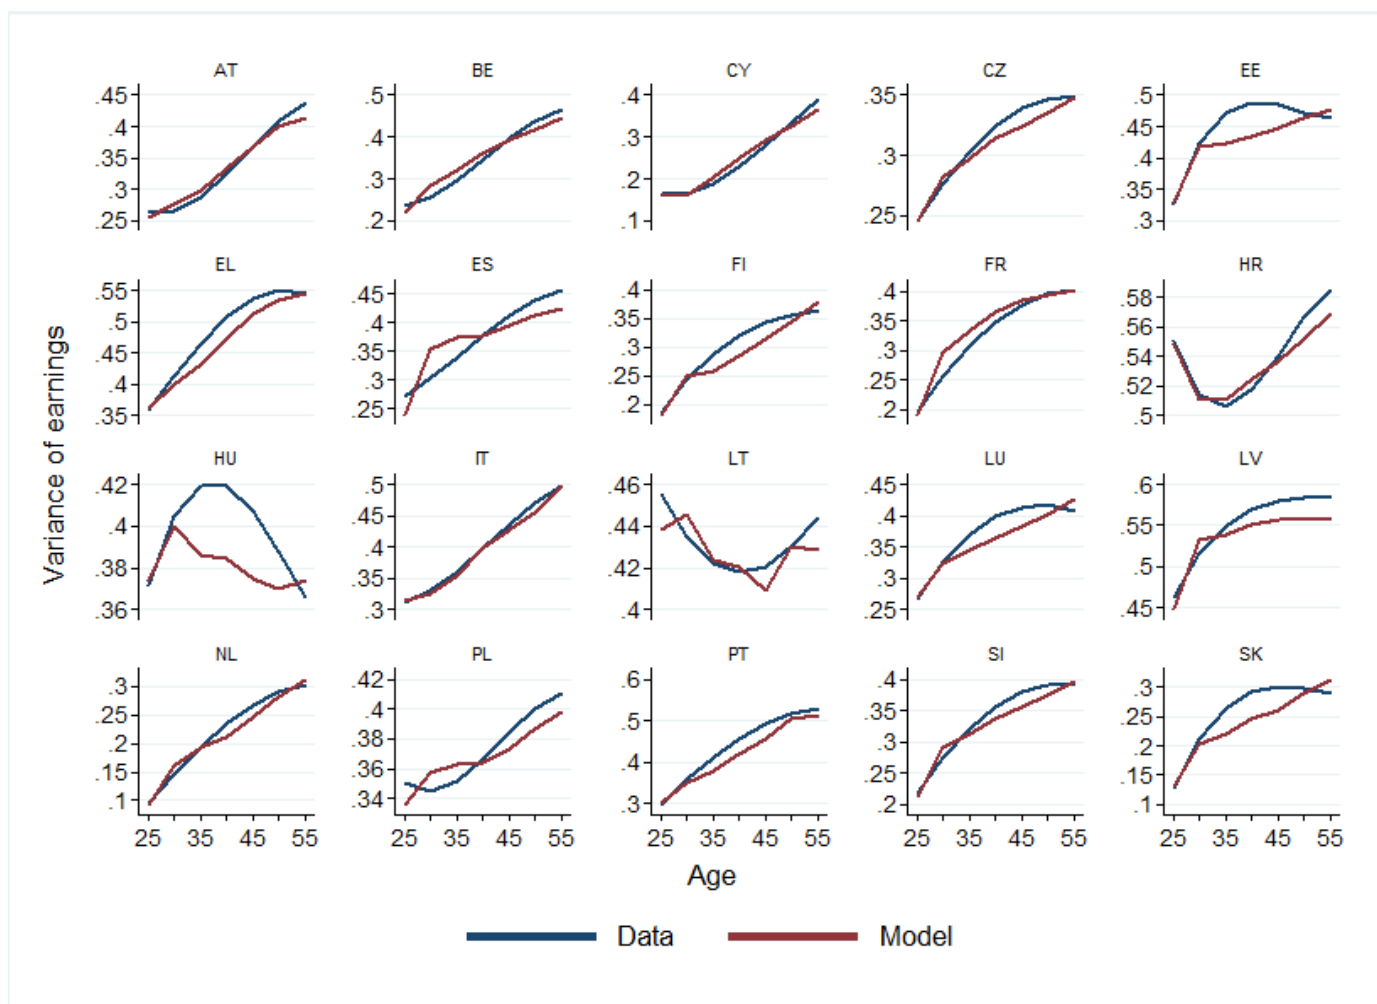 AT BE CY CZ EE
.45 .4 .35 .3 .25
.5 .4 .3 .2
.4 .3 .2 .1
.35 .3 .25
.5 .45 .4 .35 .3
EL ES FI FR HR
.55 .5 .45 .4 .35
.45 .4 .35 .3 .25
.4 .35 .3 .25 .2
.4 .35 .3 .25 .2
.58 .56 .54 .52 .5
Variance of earnings
HU IT LT LU LV
.42 .4 .38 .36
.5 .45 .4 .35 .3
.46 .44 .42 .4
.45 .4 .35 .3 .25
.6 .55 .5 .45
NL PL PT SI SK
.3 .25 .2 .15 .1
.42 .4 .38 .36 .34
.6 .5 .4 .3
.4 .35 .3 .25 .2
.3 .25 .2 .15 .1
25 35 45 55 25 35 45 55 25 35 45 55 25 35 45 55 25 35 45 55
Age
Data Model